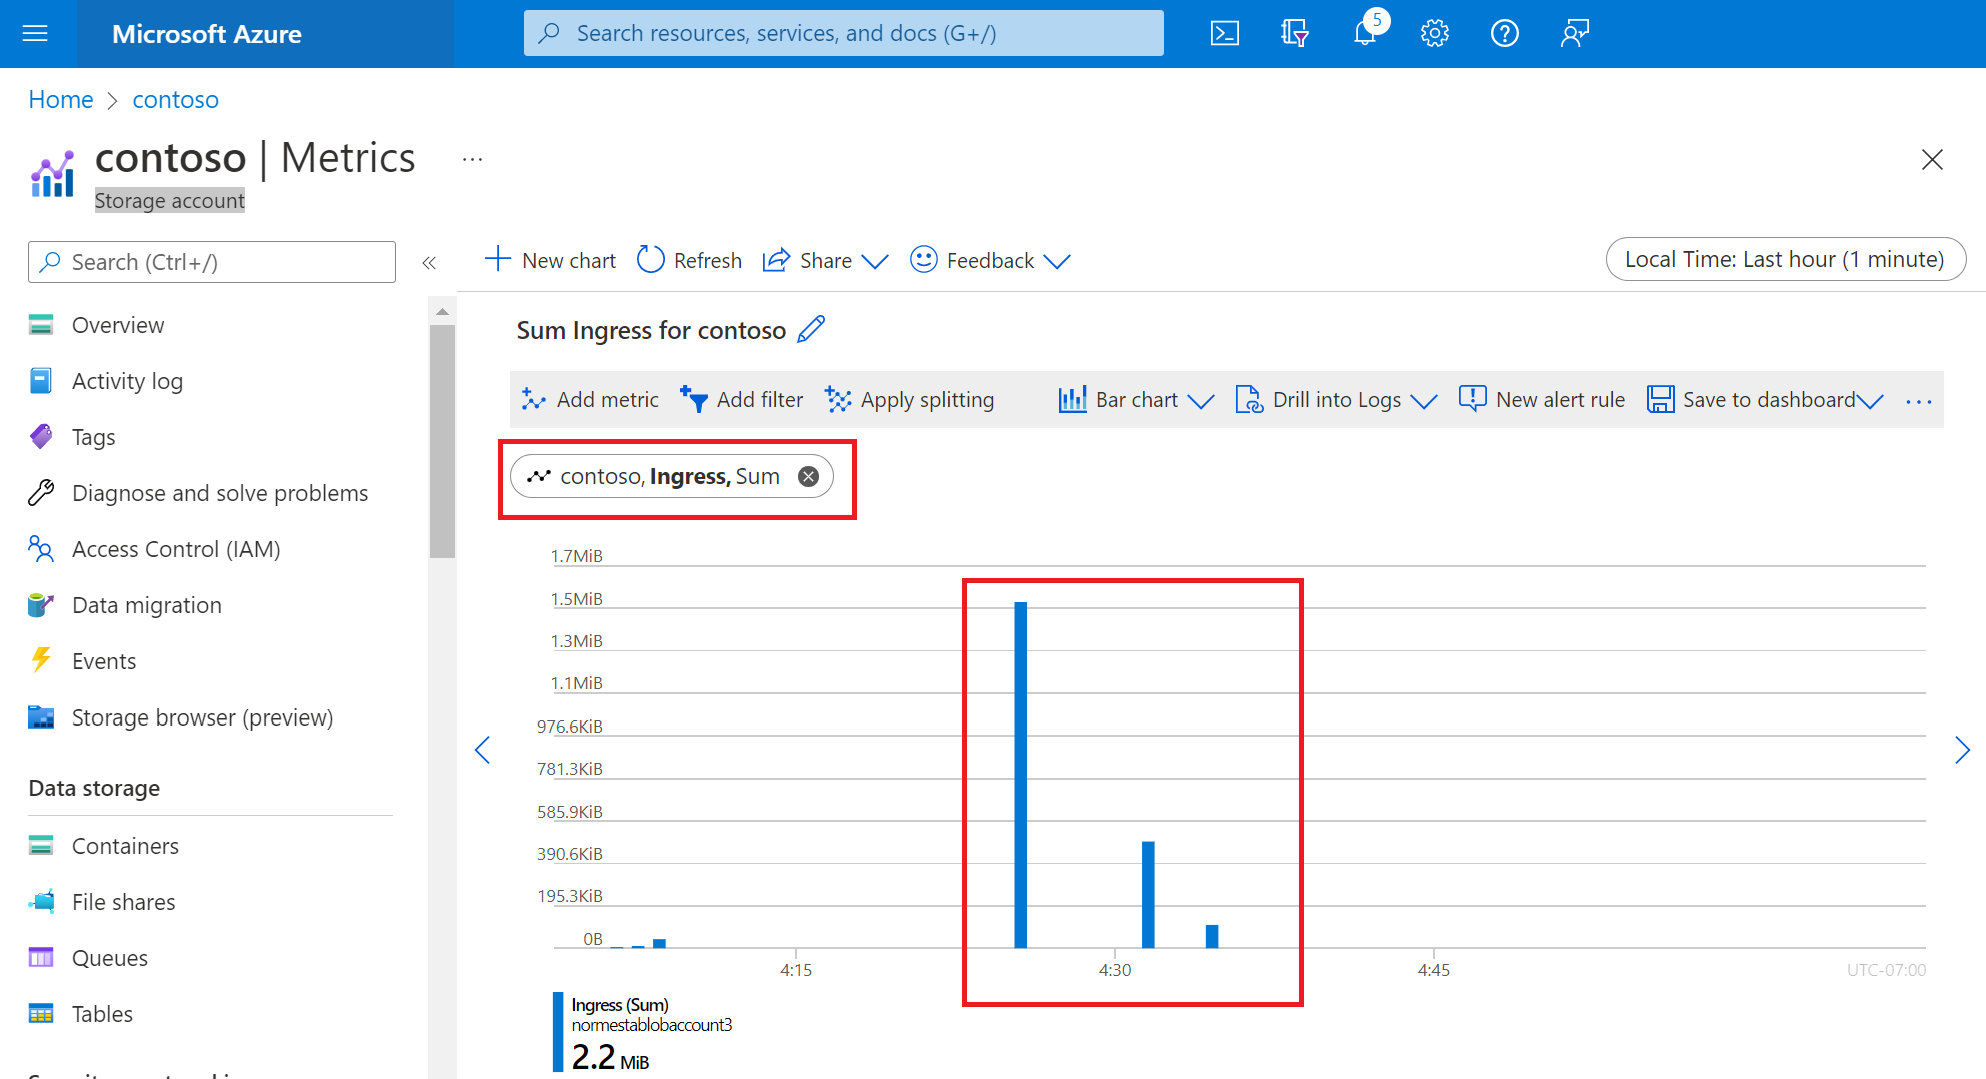 Microsoft Azure
Search resources, services, and docs (G+/)
5
Home > contoso
contoso | Metrics ...
Storage account
Search (Ctrl+/)
«
New chart
Refresh
Share
Feedback
Local Time: Last hour (1 minute)
Overview
Activity log
Tags
Diagnose and solve problems
Access Control (IAM)
Data migration
Events
Storage browser (preview)
Data storage
Containers
File shares
Queues
Tables
Sum Ingress for contoso
Add metric
Add filter
Apply splitting
Bar chart
Drill into Logs
New alert rule
Save to dashboard
...
contoso, Ingress, Sum
1.7MiB
1.5MiB
1.3MiB
1.1MiB
976.6KiB
781.3KiB
585.9KiB
390.6KiB
195.3KiB
0B
4:15
4:30
4:45
UTC-07:00
Ingress (Sum)
normestablobaccount3
2.2 MiB